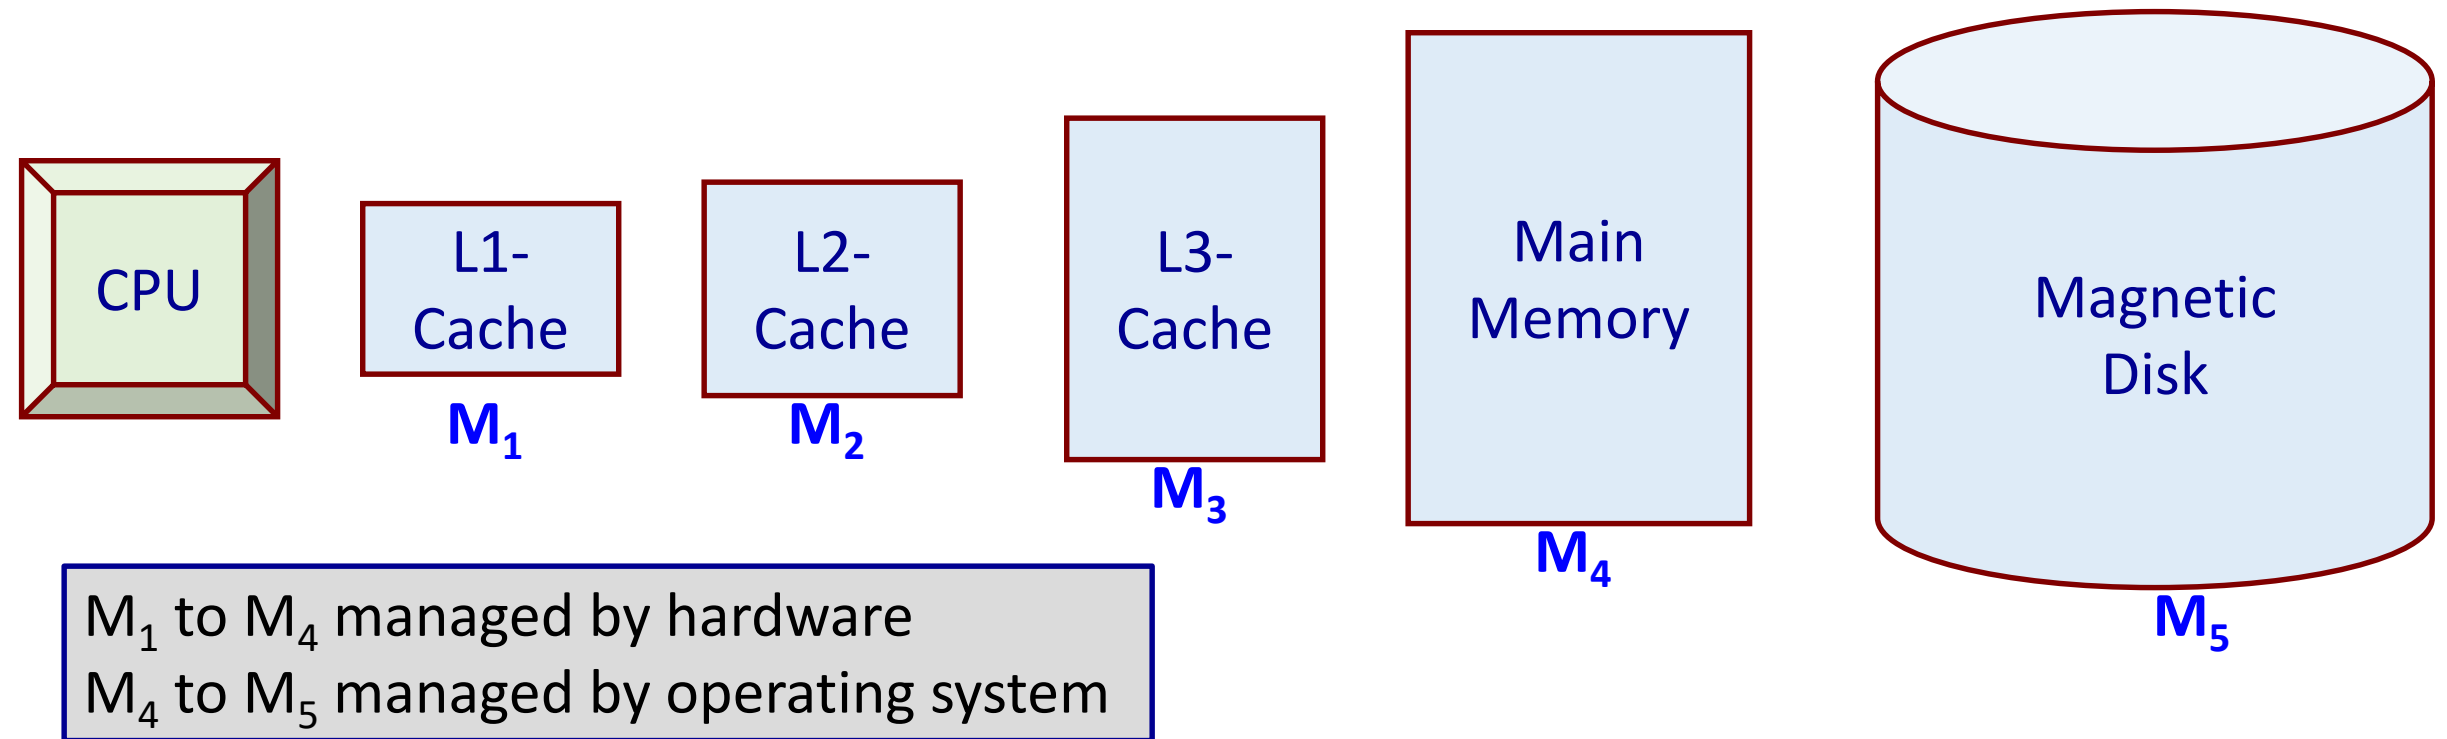 CPU
L1-
Cache
M₁
L2-
Cache
M₂
L3-
Cache
M₃
Main
Memory
M₄
Magnetic
Disk
M₅
M₁ to M₄ managed by hardware
M₄ to M₅ managed by operating system